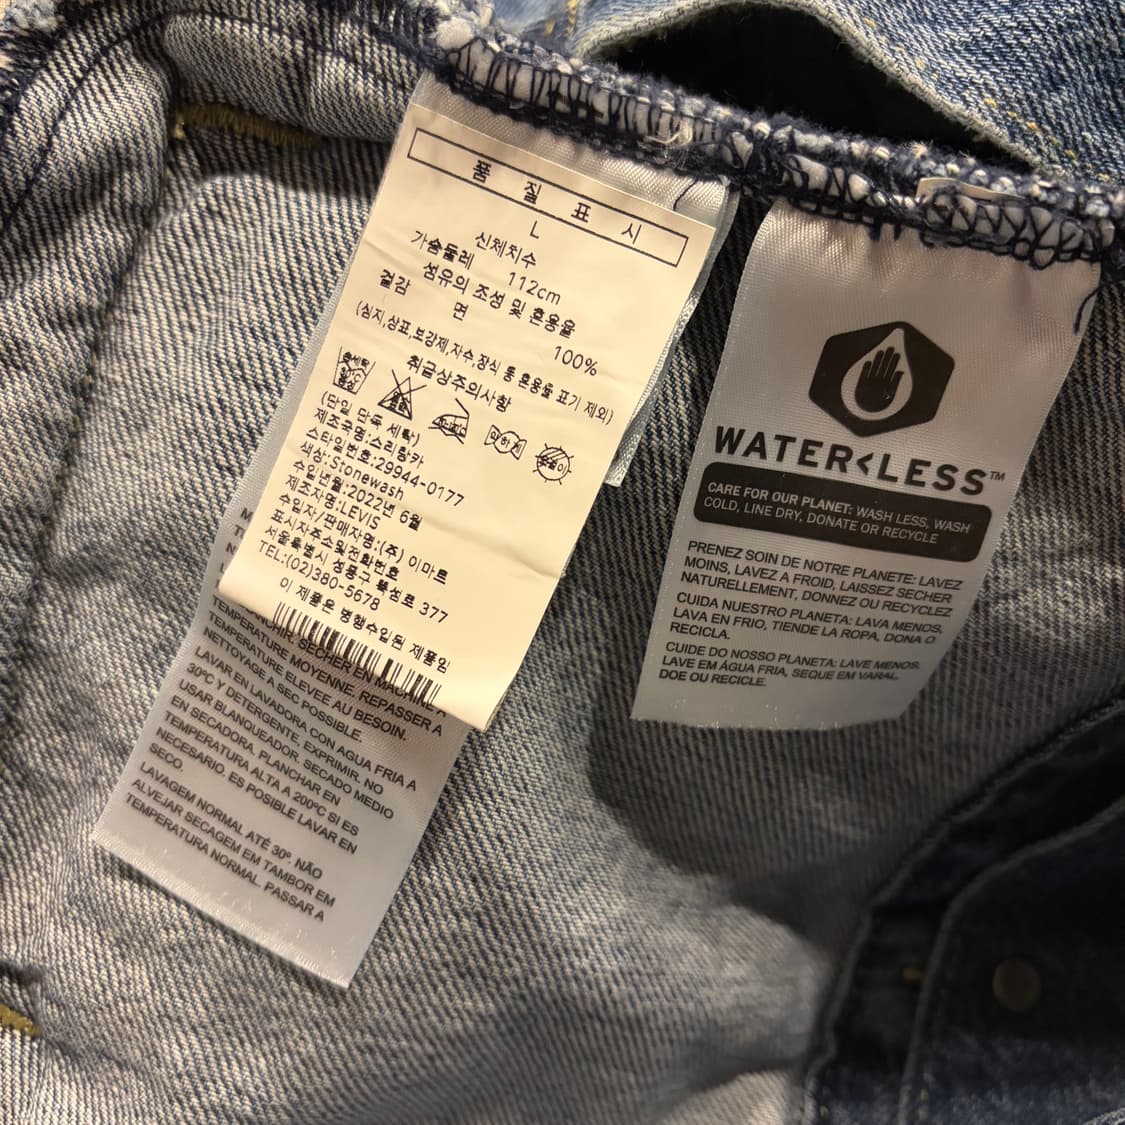 품 질 표 시
L
신체치수
가슴둘레 112cm
섬유의 조성 및 혼용율
겉감 면 100%
(심지,상표,보강제,자수,장식 등 혼용율 표기 제외)
취급상주의사항
(단일 단독 세탁)
제조국명:스리랑카
스타일번호:29944-0177
색상:Stonewash
수입년월:2022년 6월
제조자명:LEVIS
수입자/판매자명:(주) 이마트
표시자주소및전화번호
서울특별시 성동구 뚝섬로 377
TEL:(02)380-5678
이 제품은 병행수입된 제품임
BLANCHIR. SÉCHER EN MACHINE À
TEMPERATURE MOYENNE. REPASSER A
TEMPERATURE ELEVEE AU BESOIN.
NETTOYAGE A SEC POSSIBLE.
LAVAR EN LAVADORA CON AGUA FRIA A
30ºC Y DETERGENTE, EXPRIMIR. NO
USAR BLANQUEADOR. SECADO MEDIO
EN SECADORA. PLANCHAR EN
TEMPERATURA ALTA A 200ºC SI ES
NECESARIO. ES POSIBLE LAVAR EN
SECO.
LAVAGEM NORMAL ATÉ 30º. NÃO
ALVEJAR SECAGEM EM TAMBOR EM
TEMPERATURA NORMAL. PASSAR A
WATER<LESS™
CARE FOR OUR PLANET: WASH LESS, WASH
COLD, LINE DRY, DONATE OR RECYCLE
PRENEZ SOIN DE NOTRE PLANETE: LAVEZ
MOINS, LAVEZ A FROID, LAISSEZ SECHER
NATURELLEMENT, DONNEZ OU RECYCLEZ
CUIDA NUESTRO PLANETA: LAVA MENOS,
LAVA EN FRIO, TIENDE LA ROPA, DONA O
RECICLA.
CUIDE DO NOSSO PLANETA: LAVE MENOS,
LAVE EM ÁGUA FRIA, SEQUE EM VARAL,
DOE OU RECICLE.